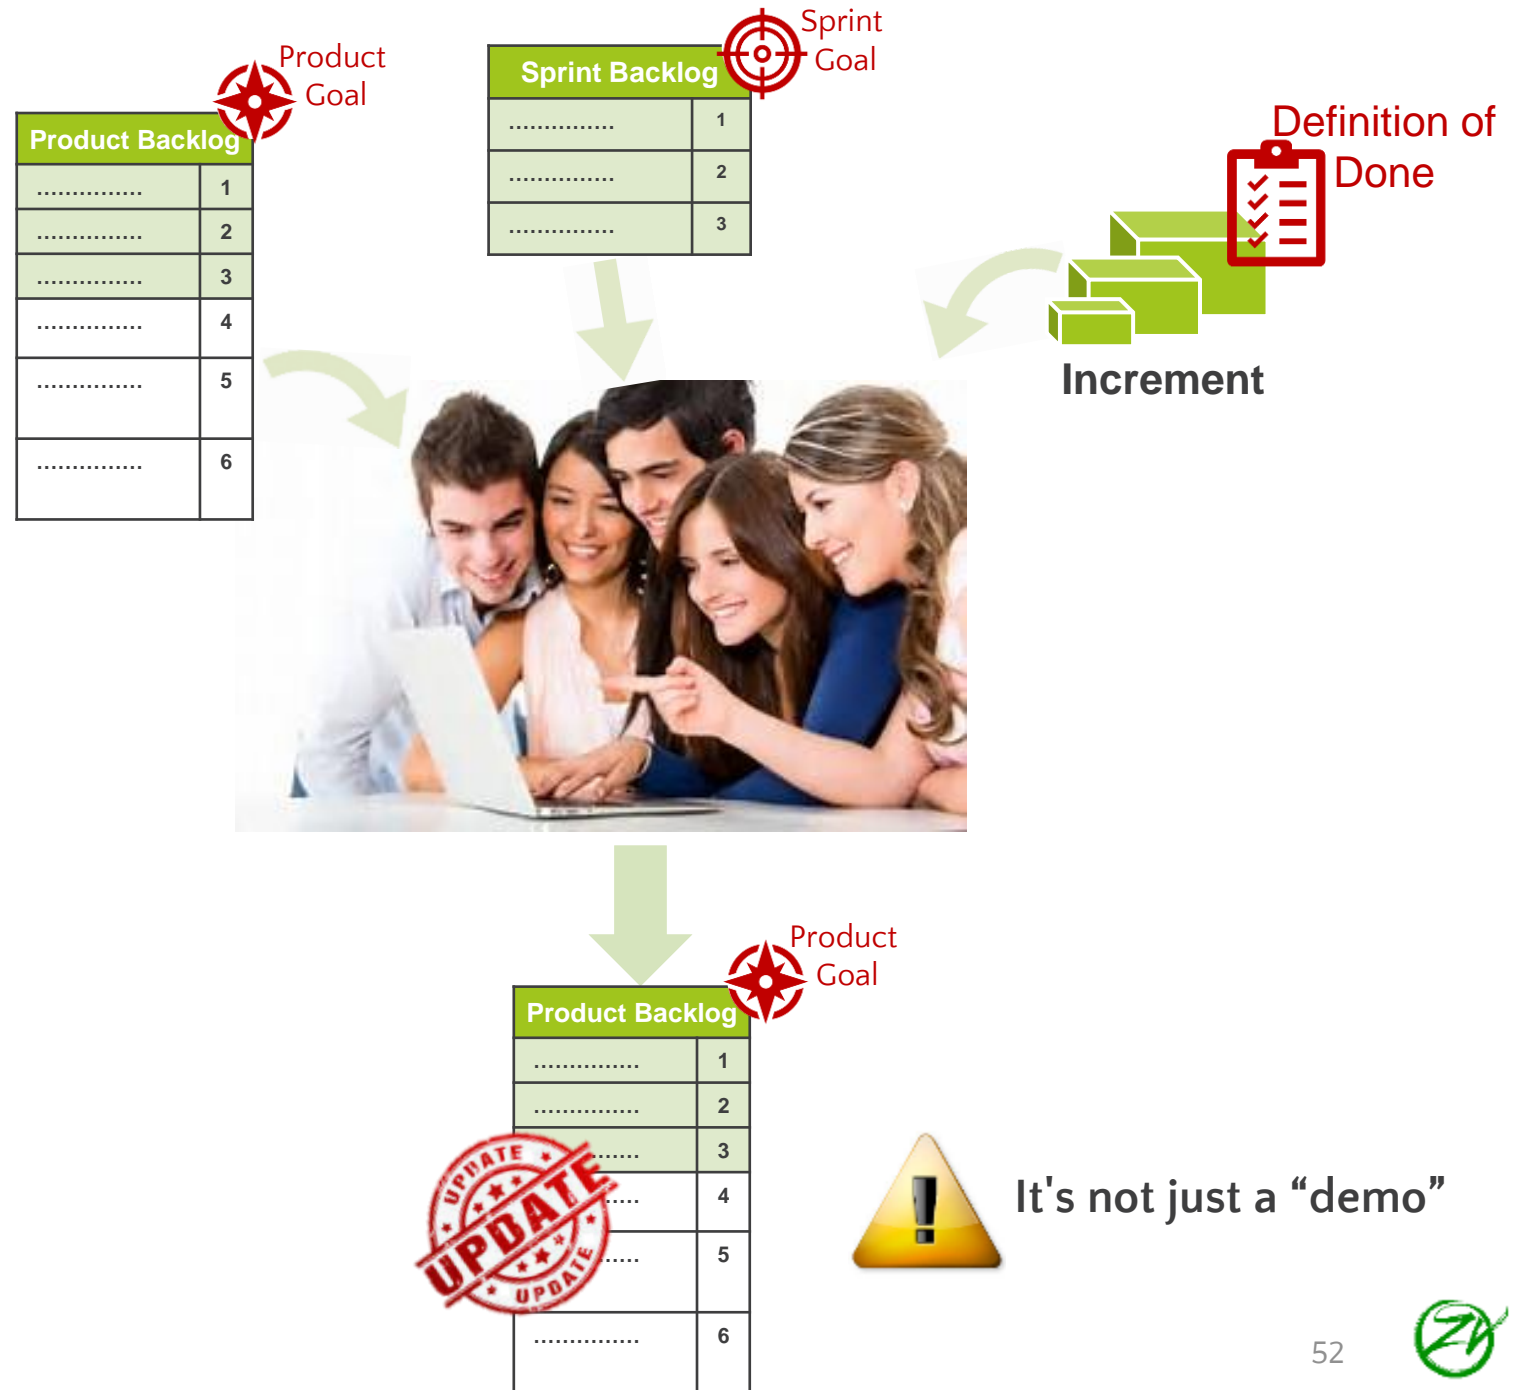 Product
Goal
Product Backlog
…………… 1
…………… 2
…………… 3
…………… 4
…………… 5
…………… 6
Sprint
Goal
Sprint Backlog
…………… 1
…………… 2
…………… 3
Definition of
Done
Increment
Product
Goal
Product Backlog
…………… 1
…………… 2
…… 3
…… 4
…… 5
…………… 6
UPDATE
UPDATE
UPDATE
It's not just a “demo”
52
ZV